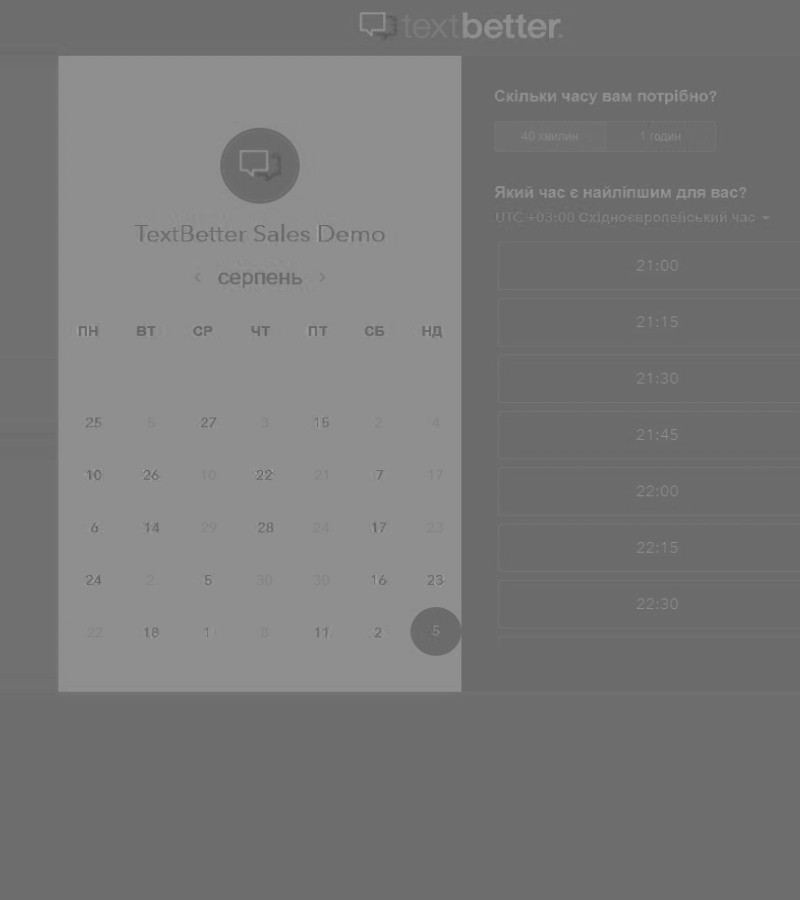 textbetter.
TextBetter Sales Demo
‹ серпень ›
ПН ВТ СР ЧТ ПТ СБ НД
25 5 27 3 15 2 4
10 26 10 22 21 7 17
6 14 29 28 24 17 23
24 2 5 30 30 16 23
22 18 1 8 11 2 5
Скільки часу вам потрібно?
40 хвилин 1 годин
Який час є найліпшим для вас?
UTC +03:00 Східноєвропейський час
21:00
21:15
21:30
21:45
22:00
22:15
22:30